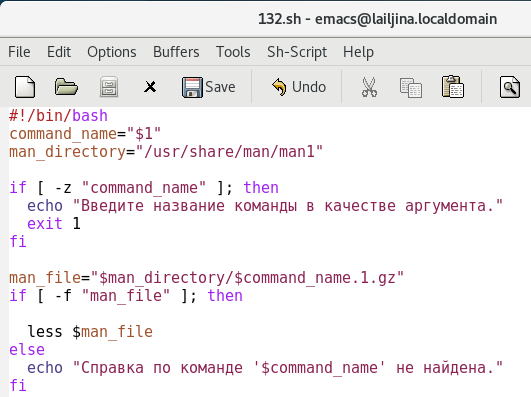 132.sh - emacs@lailjina.localdomain
File Edit Options Buffers Tools Sh-Script Help
Save Undo
#!/bin/bash
command_name="$1"
man_directory="/usr/share/man/man1"
if [ -z "command_name" ]; then
echo "Введите название команды в качестве аргумента."
exit 1
fi
man_file="$man_directory/$command_name.1.gz"
if [ -f "man_file" ]; then
less $man_file
else
echo "Справка по команде '$command_name' не найдена."
fi